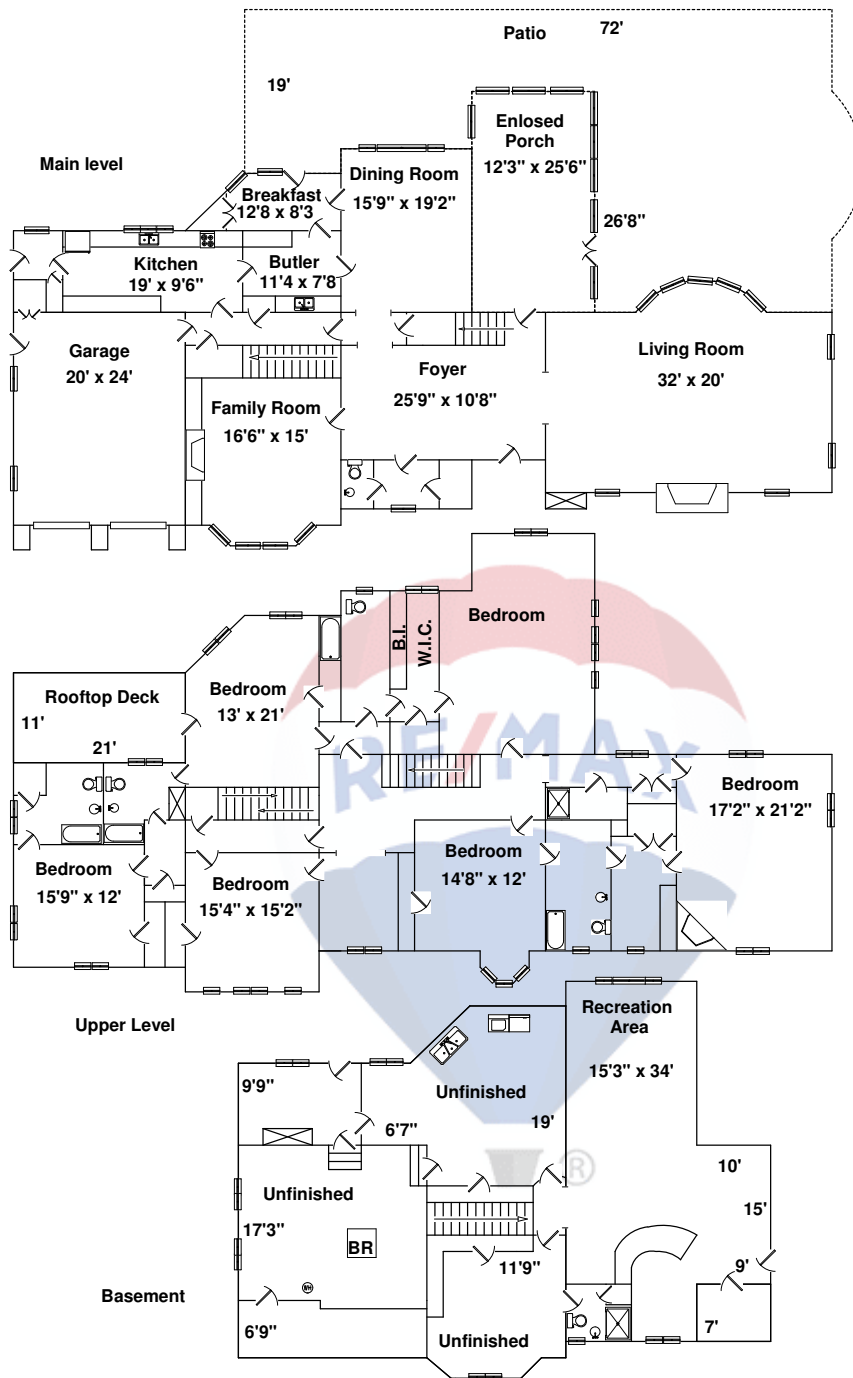 Patio
72'
19'
Enlosed
Porch
12'3" x 25'6"
Main level
Dining Room
15'9" x 19'2"
Breakfast
12'8 x 8'3
26'8"
Kitchen
19' x 9'6"
Butler
11'4 x 7'8
Garage
20' x 24'
Foyer
25'9" x 10'8"
Living Room
32' x 20'
Family Room
16'6" x 15'
B.I.
W.I.C.
Bedroom
Rooftop Deck
11'
21'
Bedroom
13' x 21'
RE/MAX
Bedroom
17'2" x 21'2"
Bedroom
15'9" x 12'
Bedroom
15'4" x 15'2"
Bedroom
14'8" x 12'
Upper Level
Recreation
Area
15'3" x 34'
9'9"
Unfinished
6'7"
19'
10'
®
Unfinished
15'
17'3"
BR
11'9"
9'
WH
Basement
6'9"
Unfinished
7'